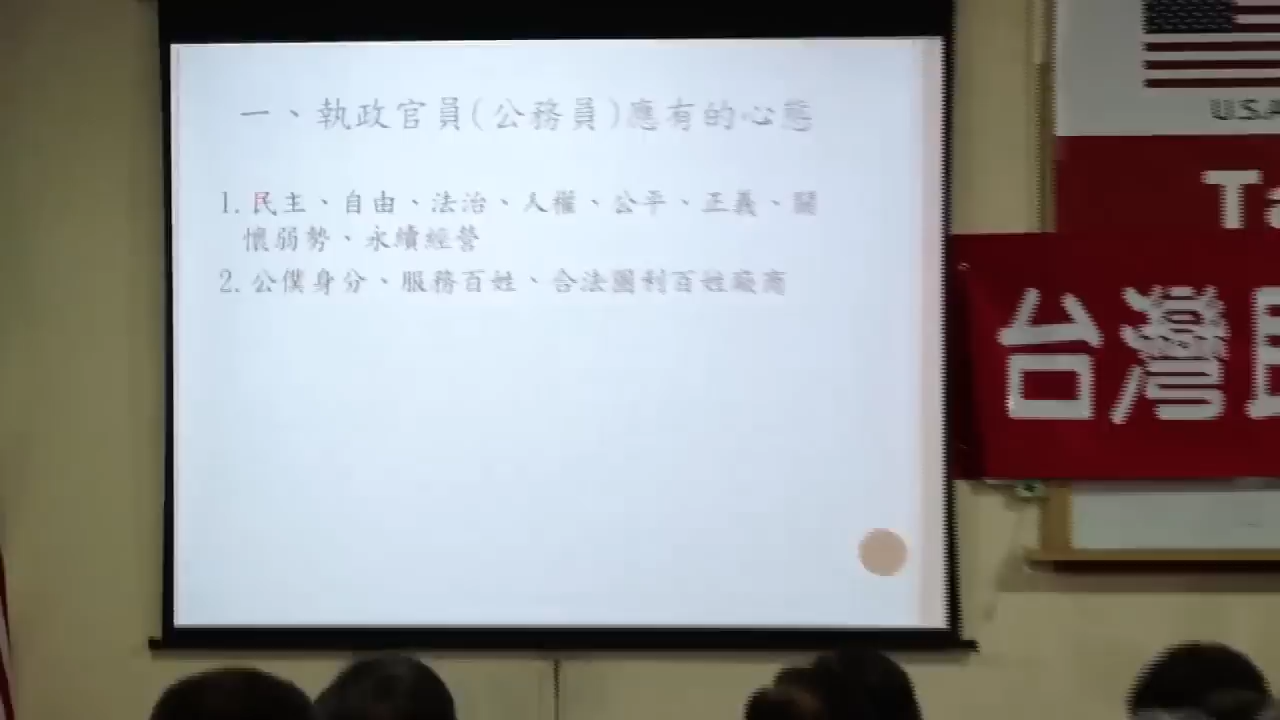 一、執政官員(公務員)應有的心態
1. 民主、自由、法治、人權、公平、正義、關
懷弱勢、永續經營
2. 公僕身分、服務百姓、合法圖利百姓廠商
USA
Ta
台灣